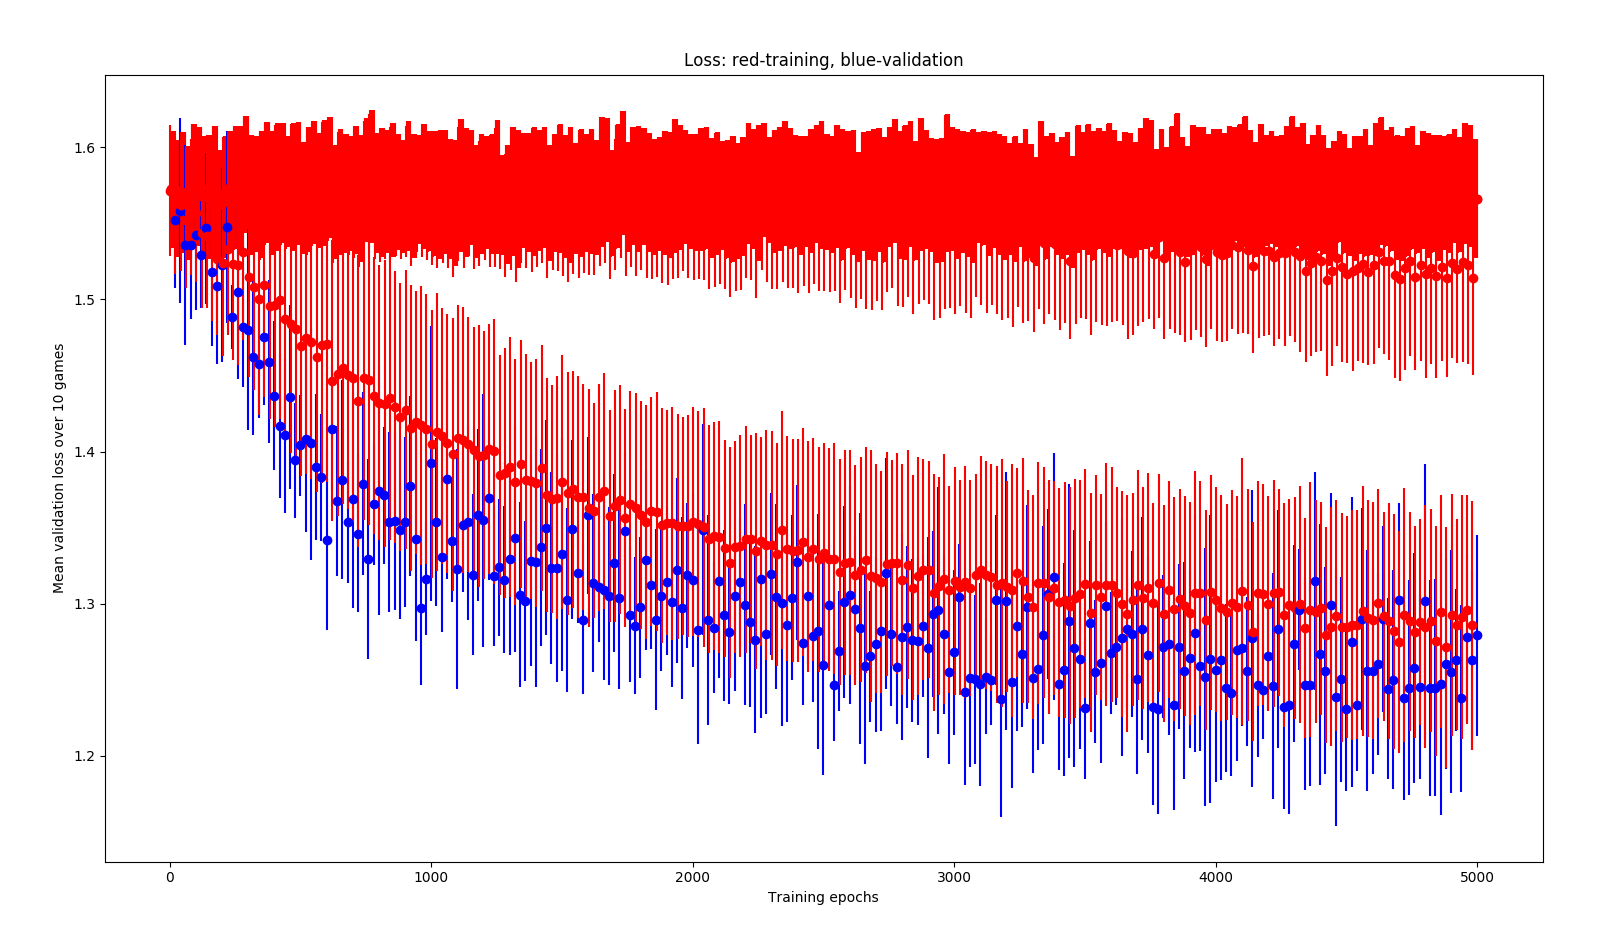 Loss: red-training, blue-validation
1.6
1.5
1.4
1.3
1.2
Mean validation loss over 10 games
0 1000 2000 3000 4000 5000
Training epochs